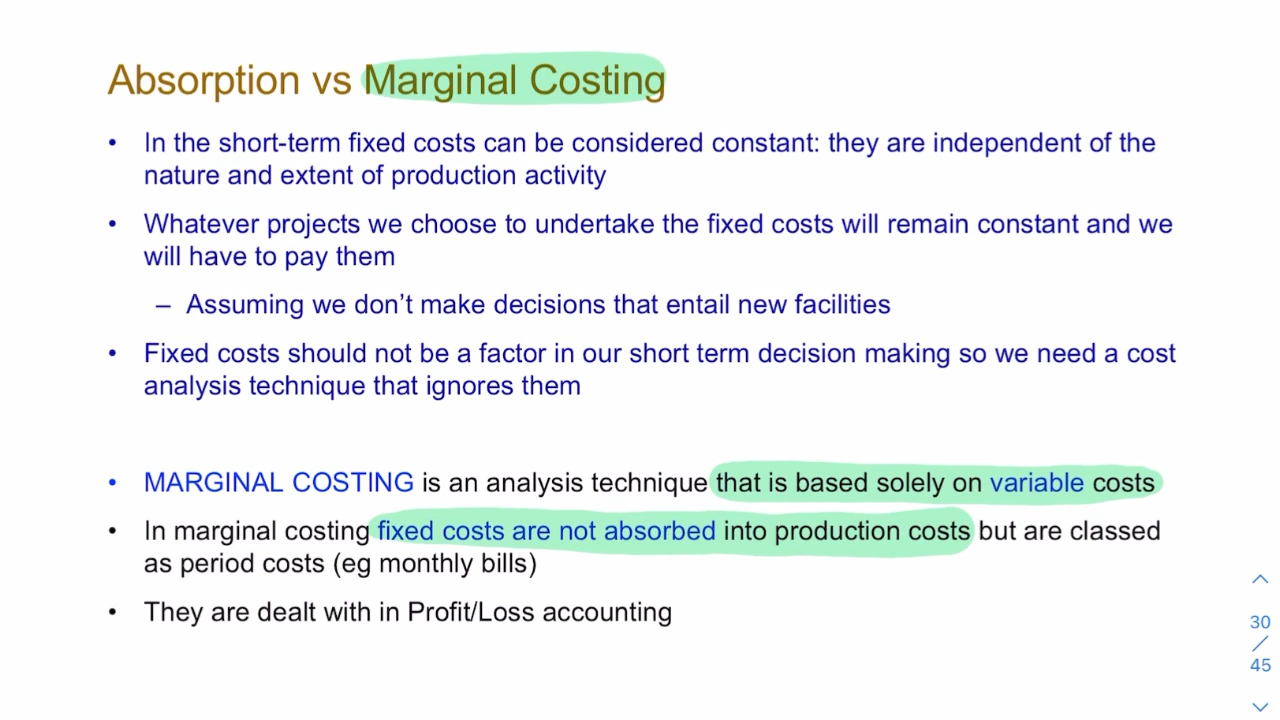 Absorption vs Marginal Costing
• In the short-term fixed costs can be considered constant: they are independent of the
nature and extent of production activity
• Whatever projects we choose to undertake the fixed costs will remain constant and we
will have to pay them
– Assuming we don’t make decisions that entail new facilities
• Fixed costs should not be a factor in our short term decision making so we need a cost
analysis technique that ignores them
• MARGINAL COSTING is an analysis technique that is based solely on variable costs
• In marginal costing fixed costs are not absorbed into production costs but are classed
as period costs (eg monthly bills)
• They are dealt with in Profit/Loss accounting
30
/
45